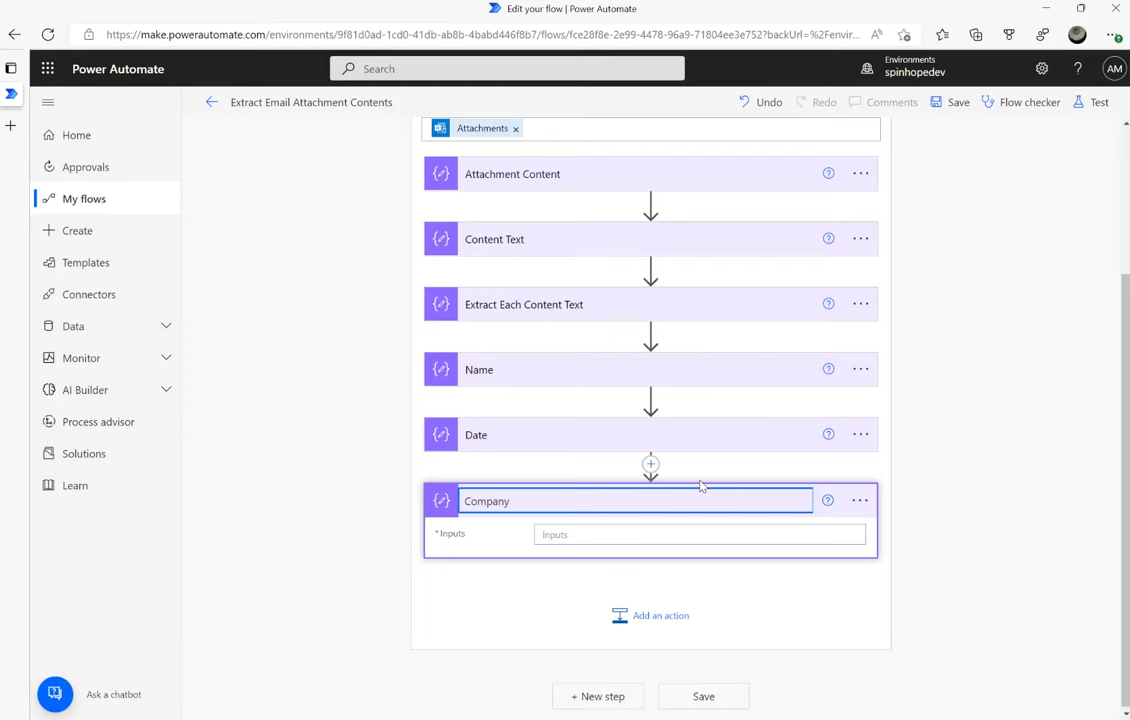 Edit your flow | Power Automate
https://make.powerautomate.com/environments/9f81d0ad-1cd0-41db-ab8b-4babd464f8b7/flows/fce28f8e-2e99-4478-96a9-71804ee3e752?backUrl=%2Fenvir...
Power Automate
Search
Environments
spinhopedev
AM
Extract Email Attachment Contents
Undo
Redo
Comments
Save
Flow checker
Test
Home
Approvals
My flows
Create
Templates
Connectors
Data
Monitor
AI Builder
Process advisor
Solutions
Learn
Ask a chatbot
Attachments ×
Attachment Content
Content Text
Extract Each Content Text
Name
Date
Company
*Inputs
Inputs
Add an action
+ New step
Save